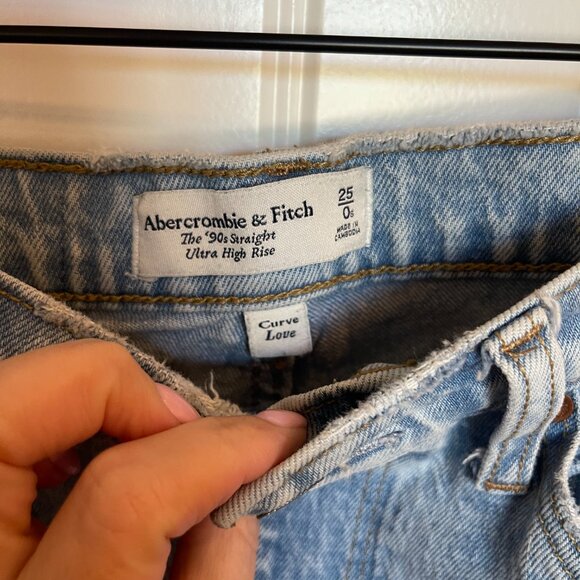 Abercrombie & Fitch
The '90s Straight
Ultra High Rise
25
0s
MADE IN
CAMBODIA
Curve
Love